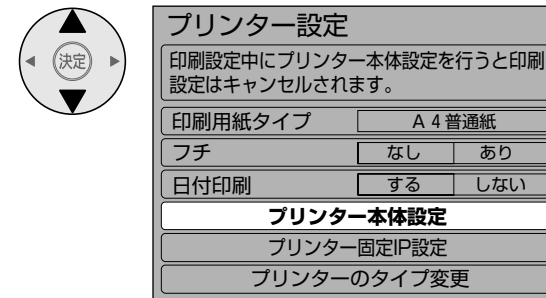 決定
プリンター設定
印刷設定中にプリンター本体設定を行うと印刷
設定はキャンセルされます。
印刷用紙タイプ A4普通紙
フチ なし あり
日付印刷 する しない
プリンター本体設定
プリンター固定IP設定
プリンターのタイプ変更